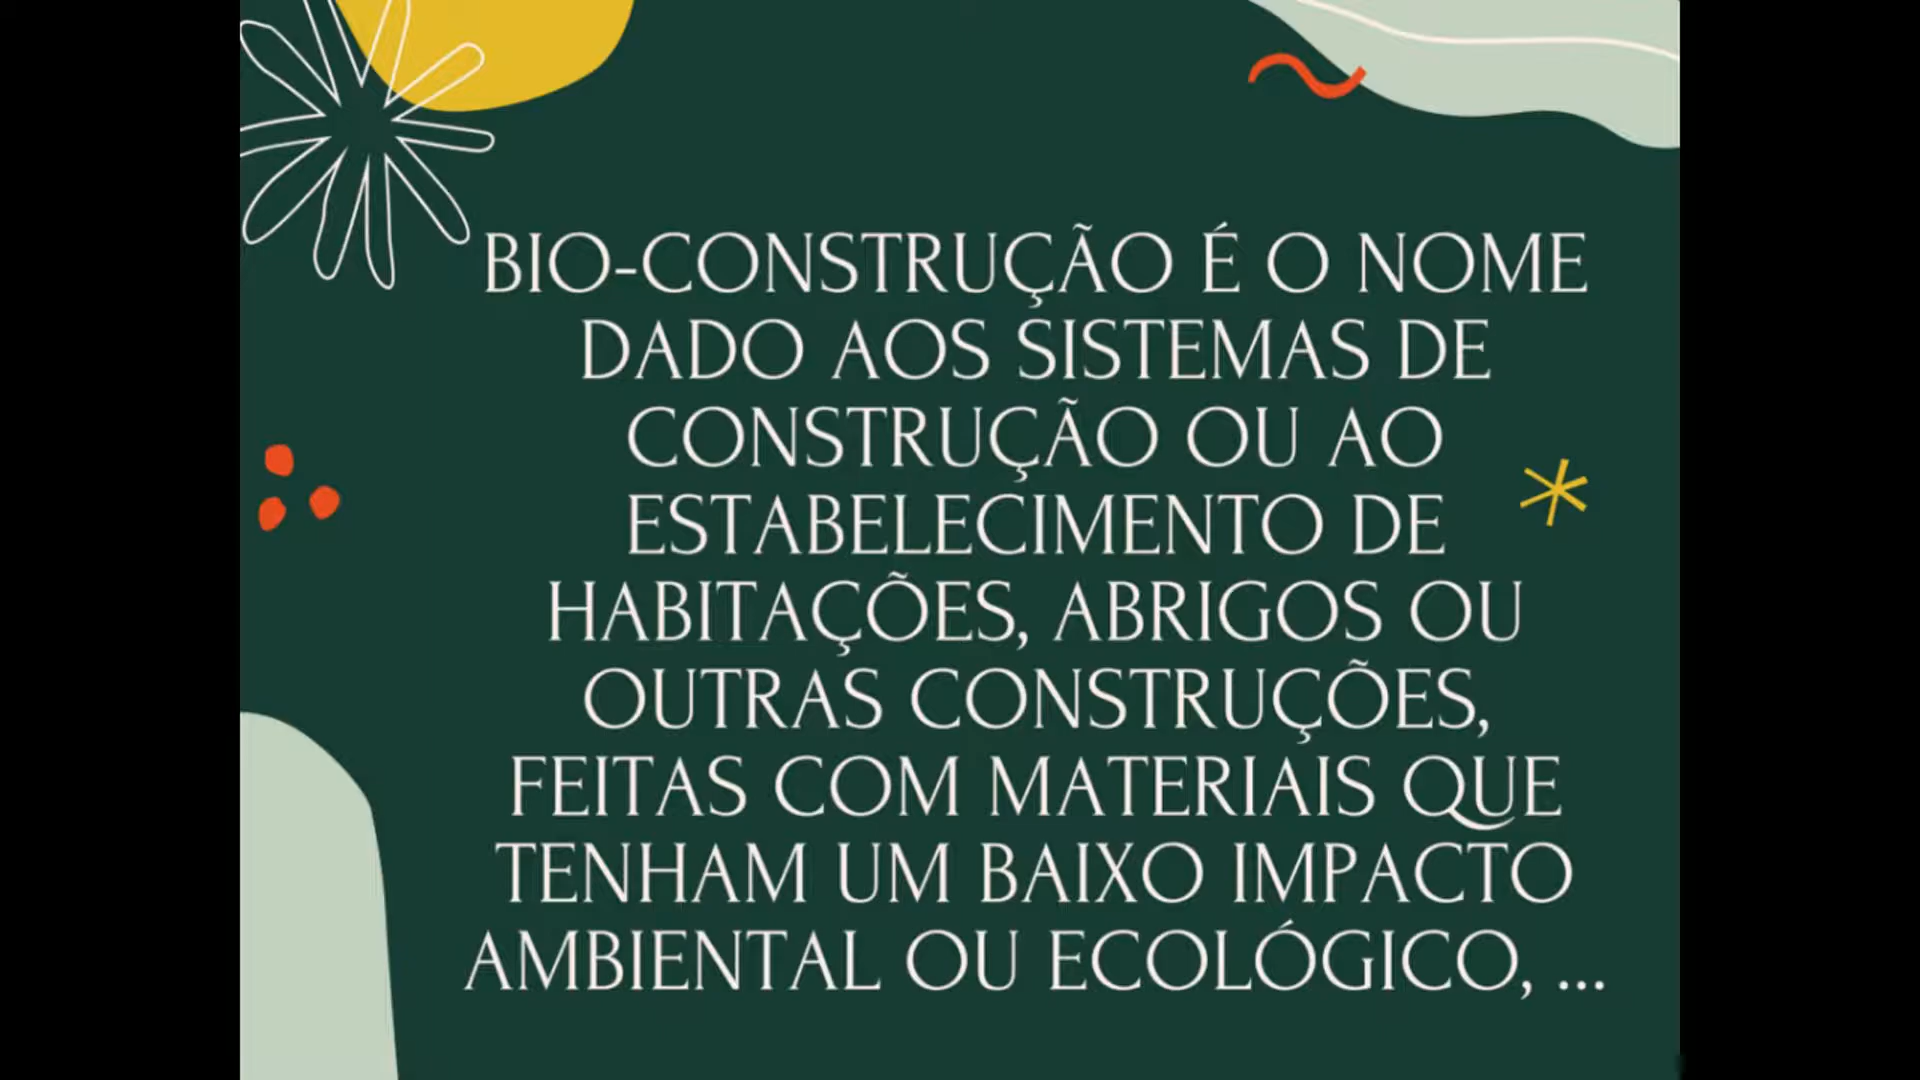 BIO-CONSTRUÇÃO É O NOME
DADO AOS SISTEMAS DE
CONSTRUÇÃO OU AO
ESTABELECIMENTO DE
HABITAÇÕES, ABRIGOS OU
OUTRAS CONSTRUÇÕES,
FEITAS COM MATERIAIS QUE
TENHAM UM BAIXO IMPACTO
AMBIENTAL OU ECOLÓGICO, ...